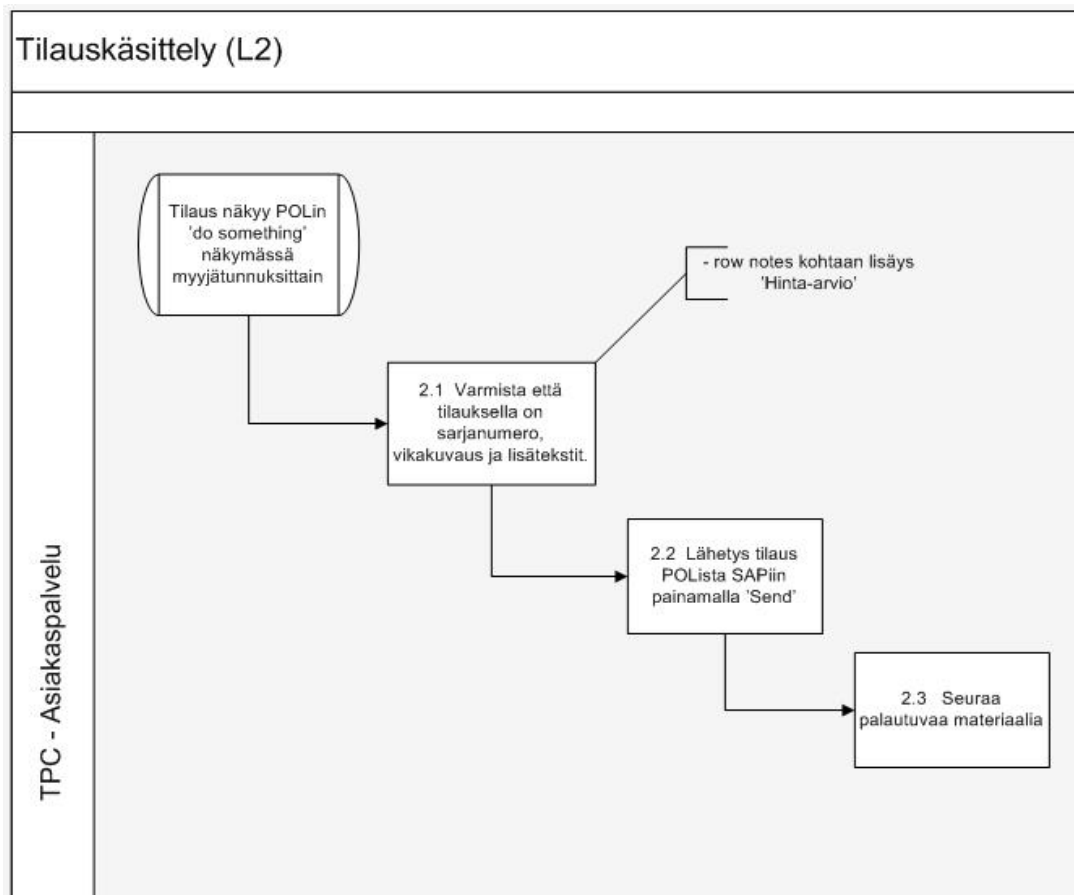 Tilauskäsittely (L2)
TPC - Asiakaspalvelu
Tilaus näkyy POLin
'do something'
näkymässä
myyjätunnuksittain
- row notes kohtaan lisäys
'Hinta-arvio'
2.1 Varmista että
tilauksella on
sarjanumero,
vikakuvaus ja lisätekstit.
2.2 Lähetys tilaus
POLista SAPiin
painamalla 'Send'
2.3 Seuraa
palautuvaa materiaalia